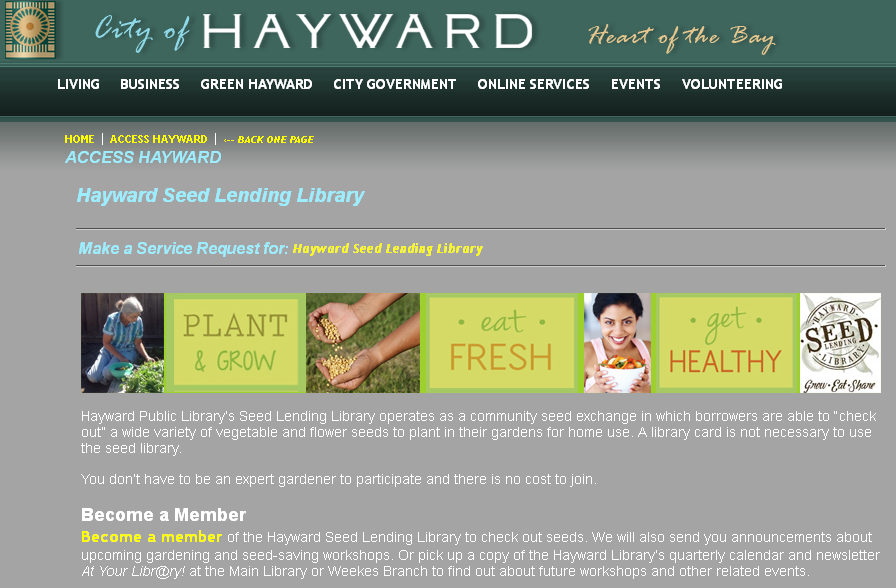 City of HAYWARD Heart of the Bay
LIVING BUSINESS GREEN HAYWARD CITY GOVERNMENT ONLINE SERVICES EVENTS VOLUNTEERING
HOME | ACCESS HAYWARD | <-- BACK ONE PAGE
ACCESS HAYWARD
Hayward Seed Lending Library
Make a Service Request for: Hayward Seed Lending Library
PLANT
& GROW
• eat •
FRESH
• get •
HEALTHY
HAYWARD
SEED
LENDING
LIBRARY
Grow • Eat • Share
Hayward Public Library's Seed Lending Library operates as a community seed exchange in which borrowers are able to "check
out" a wide variety of vegetable and flower seeds to plant in their gardens for home use. A library card is not necessary to use
the seed library.
You don't have to be an expert gardener to participate and there is no cost to join.
Become a Member
Become a member of the Hayward Seed Lending Library to check out seeds. We will also send you announcements about
upcoming gardening and seed-saving workshops. Or pick up a copy of the Hayward Library's quarterly calendar and newsletter
At Your Libr@ry! at the Main Library or Weekes Branch to find out about future workshops and other related events.